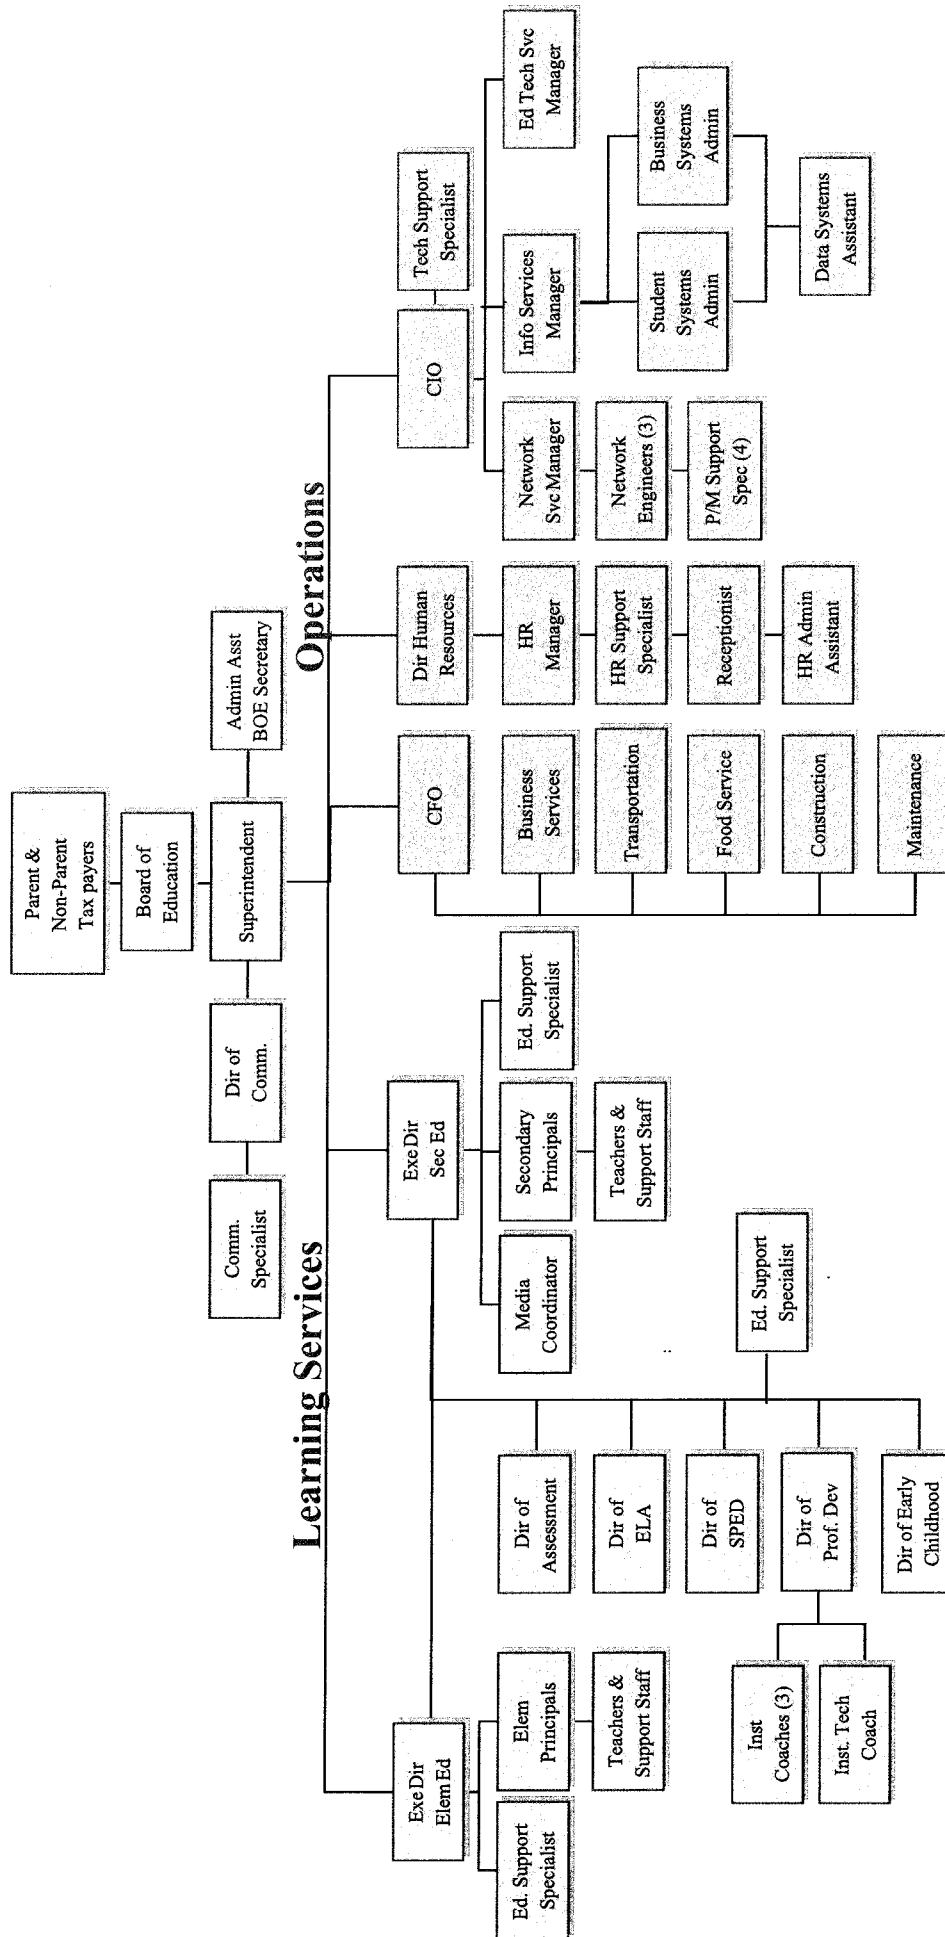 Parent &
Non-Parent
Tax payers
Board of
Education
Comm.
Specialist
Dir of
Comm.
Superintendent
Admin Asst
BOE Secretary
Learning Services
Operations
Exe Dir
Elem Ed
Exe Dir
Sec Ed
CFO
Dir Human
Resources
CIO
Tech Support
Specialist
Ed. Support
Specialist
Elem
Principals
Teachers &
Support Staff
Dir of
Assessment
Dir of
ELA
Dir of
SPED
Dir of
Prof. Dev
Dir of Early
Childhood
Inst
Coaches (3)
Inst. Tech
Coach
Ed. Support
Specialist
Media
Coordinator
Secondary
Principals
Ed. Support
Specialist
Teachers &
Support Staff
Business
Services
Transportation
Food Service
Construction
Maintenance
HR
Manager
HR Support
Specialist
Receptionist
HR Admin
Assistant
Network
Svc Manager
Network
Engineers (3)
P/M Support
Spec (4)
Info Services
Manager
Ed Tech Svc
Manager
Student
Systems
Admin
Business
Systems
Admin
Data Systems
Assistant